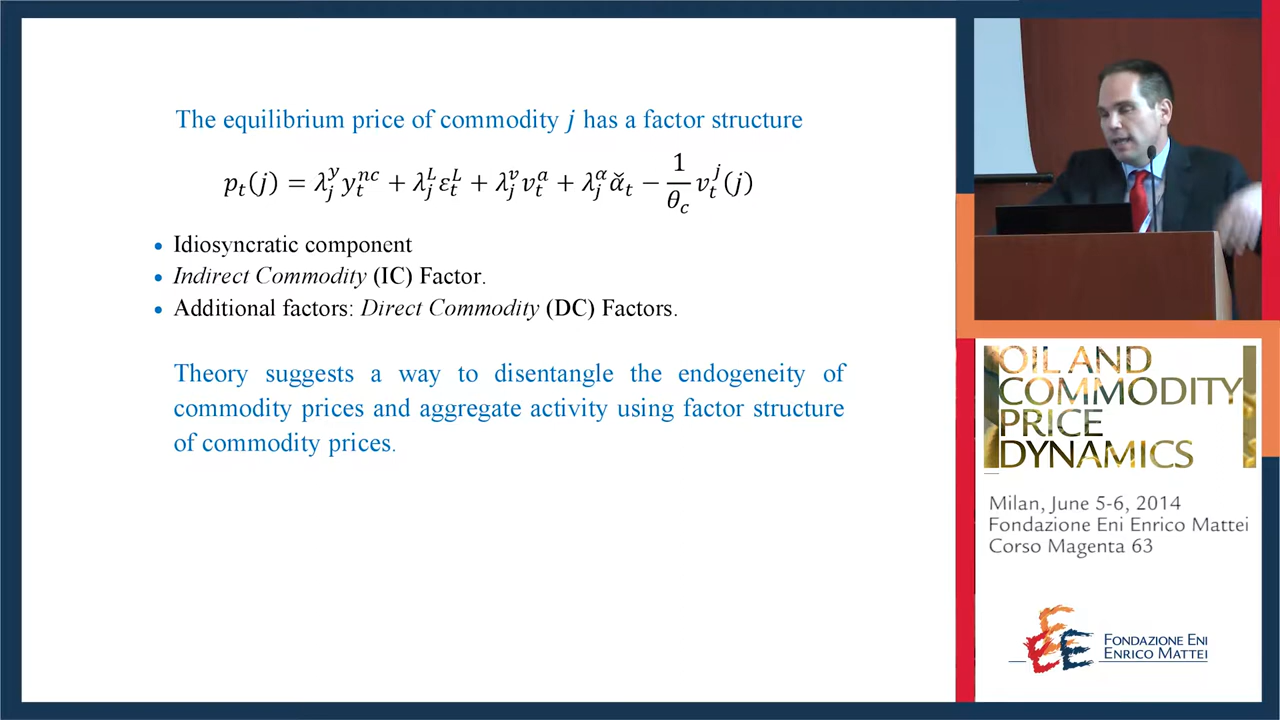 The equilibrium price of commodity j has a factor structure
p_t(j) = λ_j^y y_t^{nc} + λ_j^L ε_t^L + λ_j^v v_t^a + λ_j^α α̌_t − \frac{1}{θ_c} v_t^j(j)
• Idiosyncratic component
• Indirect Commodity (IC) Factor.
• Additional factors: Direct Commodity (DC) Factors.
Theory suggests a way to disentangle the endogeneity of
commodity prices and aggregate activity using factor structure
of commodity prices.
OIL AND
COMMODITY
PRICE
DYNAMICS
Milan, June 5-6, 2014
Fondazione Eni Enrico Mattei
Corso Magenta 63
FONDAZIONE ENI
ENRICO MATTEI